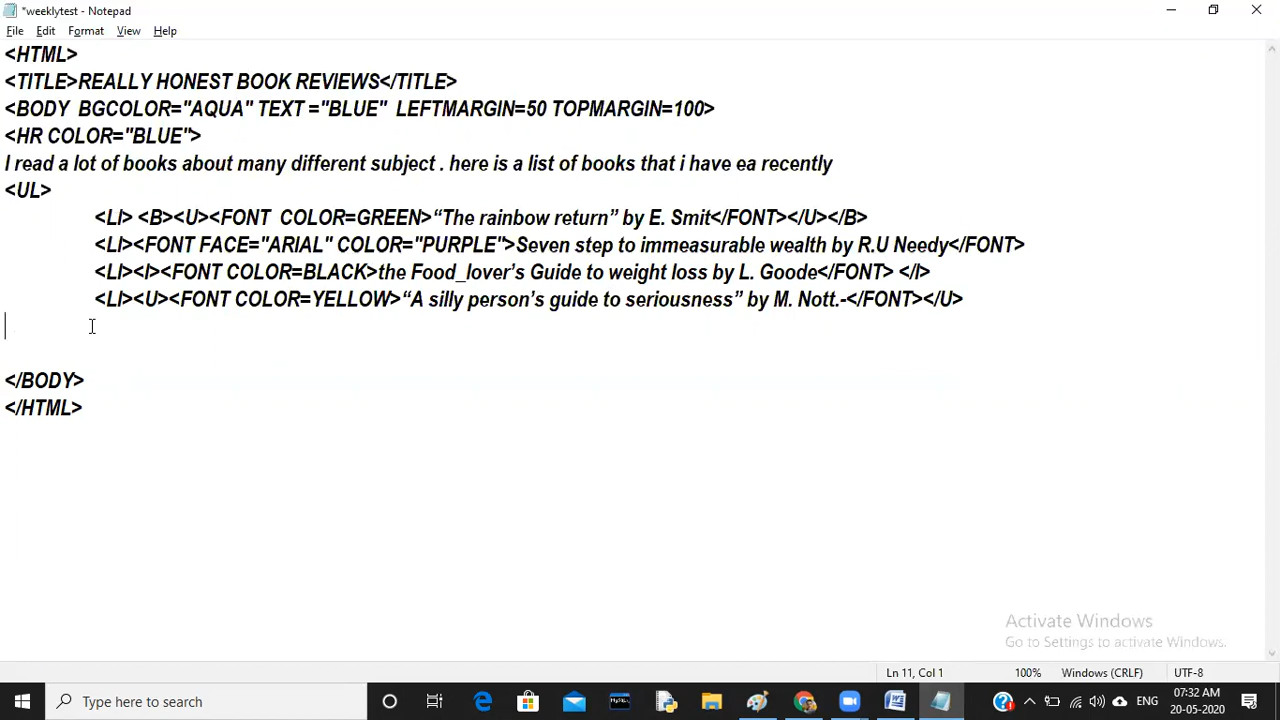 *weeklytest - Notepad
File Edit Format View Help
<HTML>
<TITLE>REALLY HONEST BOOK REVIEWS</TITLE>
<BODY  BGCOLOR="AQUA" TEXT ="BLUE"  LEFTMARGIN=50 TOPMARGIN=100>
<HR COLOR="BLUE">
I read a lot of books about many different subject . here is a list of books that i have ea recently
<UL>
<LI> <B><U><FONT  COLOR=GREEN>“The rainbow return” by E. Smit</FONT></U></B>
<LI><FONT FACE="ARIAL" COLOR="PURPLE">Seven step to immeasurable wealth by R.U Needy</FONT>
<LI><I><FONT COLOR=BLACK>the Food_lover’s Guide to weight loss by L. Goode</FONT> </I>
<LI><U><FONT COLOR=YELLOW>“A silly person’s guide to seriousness” by M. Nott.-</FONT></U>
</BODY>
</HTML>
Activate Windows
Go to Settings to activate Windows.
Ln 11, Col 1 100% Windows (CRLF) UTF-8
Type here to search ENG 07:32 AM
20-05-2020